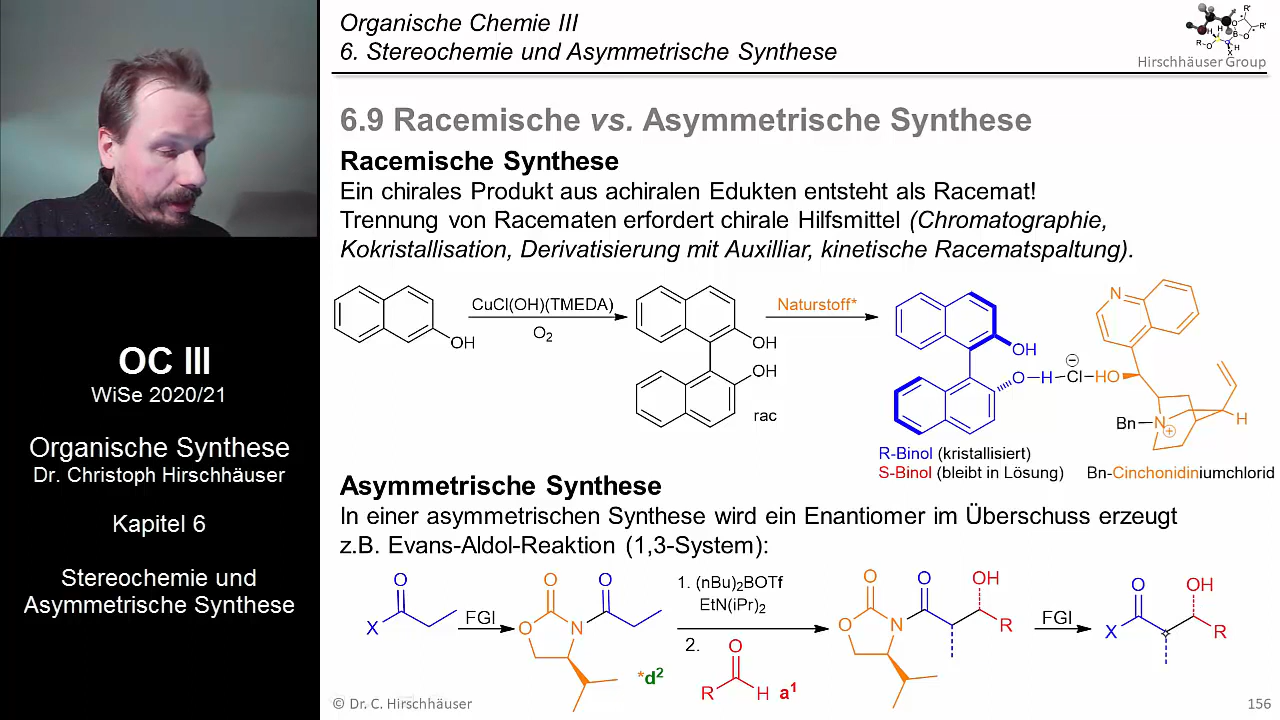 Organische Chemie III
6. Stereochemie und Asymmetrische Synthese
Hirschhäuser Group
OC III
WiSe 2020/21
Organische Synthese
Dr. Christoph Hirschhäuser
Kapitel 6
Stereochemie und
Asymmetrische Synthese
6.9 Racemische vs. Asymmetrische Synthese
Racemische Synthese
Ein chirales Produkt aus achiralen Edukten entsteht als Racemat!
Trennung von Racematen erfordert chirale Hilfsmittel (Chromatographie,
Kokristallisation, Derivatisierung mit Auxilliar, kinetische Racematspaltung).
OH
CuCl(OH)(TMEDA)
O2
OH
OH
rac
Naturstoff*
OH
O H Cl HO
N
Bn N H
R-Binol (kristallisiert)
S-Binol (bleibt in Lösung)
Bn-Cinchonidiniumchlorid
Asymmetrische Synthese
In einer asymmetrischen Synthese wird ein Enantiomer im Überschuss erzeugt
z.B. Evans-Aldol-Reaktion (1,3-System):
O
X
FGI
O O
O N
*d2
1. (nBu)2BOTf
EtN(iPr)2
2.
O
R H a1
O O OH
O N R
FGI
O OH
X R
© Dr. C. Hirschhäuser
156